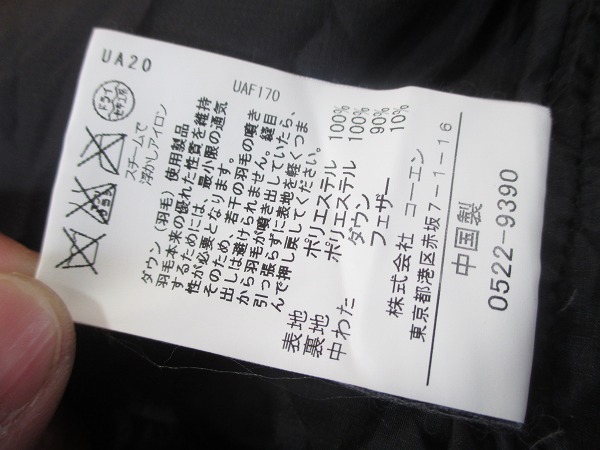 UA20
UAF170
ドライ
セキユ系
スチームで
浮かしアイロン
ダウン（羽毛）使用製品
羽毛本来の優れた性質を維持
するためには、最小限の通気
性が必要となります。
そのため、若干の羽毛の噴き
出しは避けられません。縫目
から羽毛が噴き出していたら、
引っ張らずに表地を軽くつま
んで押し戻してください。
表地 ポリエステル 100%
裏地 ポリエステル 100%
中わた ダウン 90%
フェザー 10%
株式会社 コーエン
東京都港区赤坂7-1-16
中国製
0522-9390